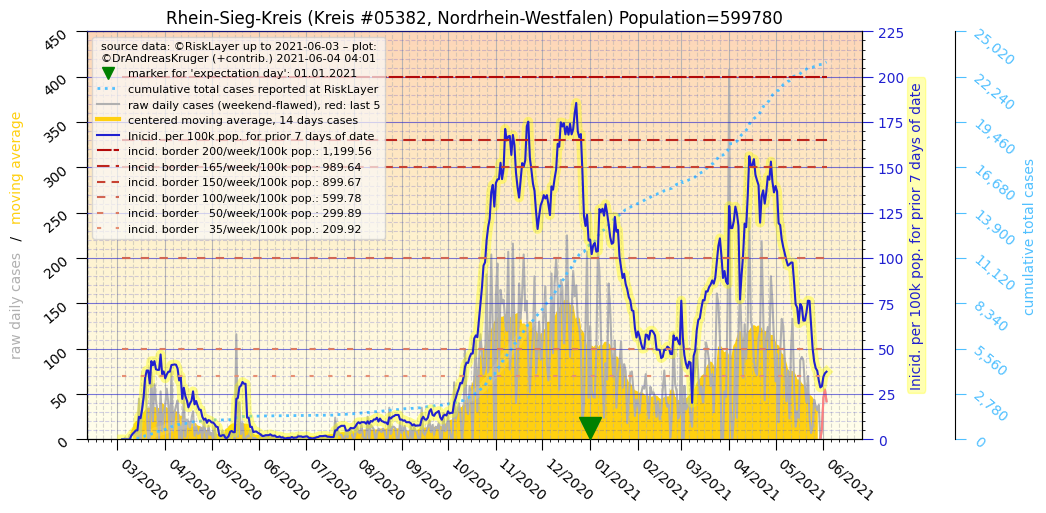 Rhein-Sieg-Kreis (Kreis #05382, Nordrhein-Westfalen) Population=599780
source data: ©RiskLayer up to 2021-06-03 – plot:
©DrAndreasKruger (+contrib.) 2021-06-04 04:01
marker for 'expectation day': 01.01.2021
cumulative total cases reported at RiskLayer
raw daily cases (weekend-flawed), red: last 5
centered moving average, 14 days cases
Inicid. per 100k pop. for prior 7 days of date
incid. border 200/week/100k pop.: 1,199.56
incid. border 165/week/100k pop.: 989.64
incid. border 150/week/100k pop.: 899.67
incid. border 100/week/100k pop.: 599.78
incid. border 50/week/100k pop.: 299.89
incid. border 35/week/100k pop.: 209.92
raw daily cases / moving average
450
400
350
300
250
200
150
100
50
0
03/2020
04/2020
05/2020
06/2020
07/2020
08/2020
09/2020
10/2020
11/2020
12/2020
01/2021
02/2021
03/2021
04/2021
05/2021
06/2021
225
200
175
150
125
100
75
50
25
0
Inicid. per 100k pop. for prior 7 days of date
25,020
22,240
19,460
16,680
13,900
11,120
8,340
5,560
2,780
0
cumulative total cases